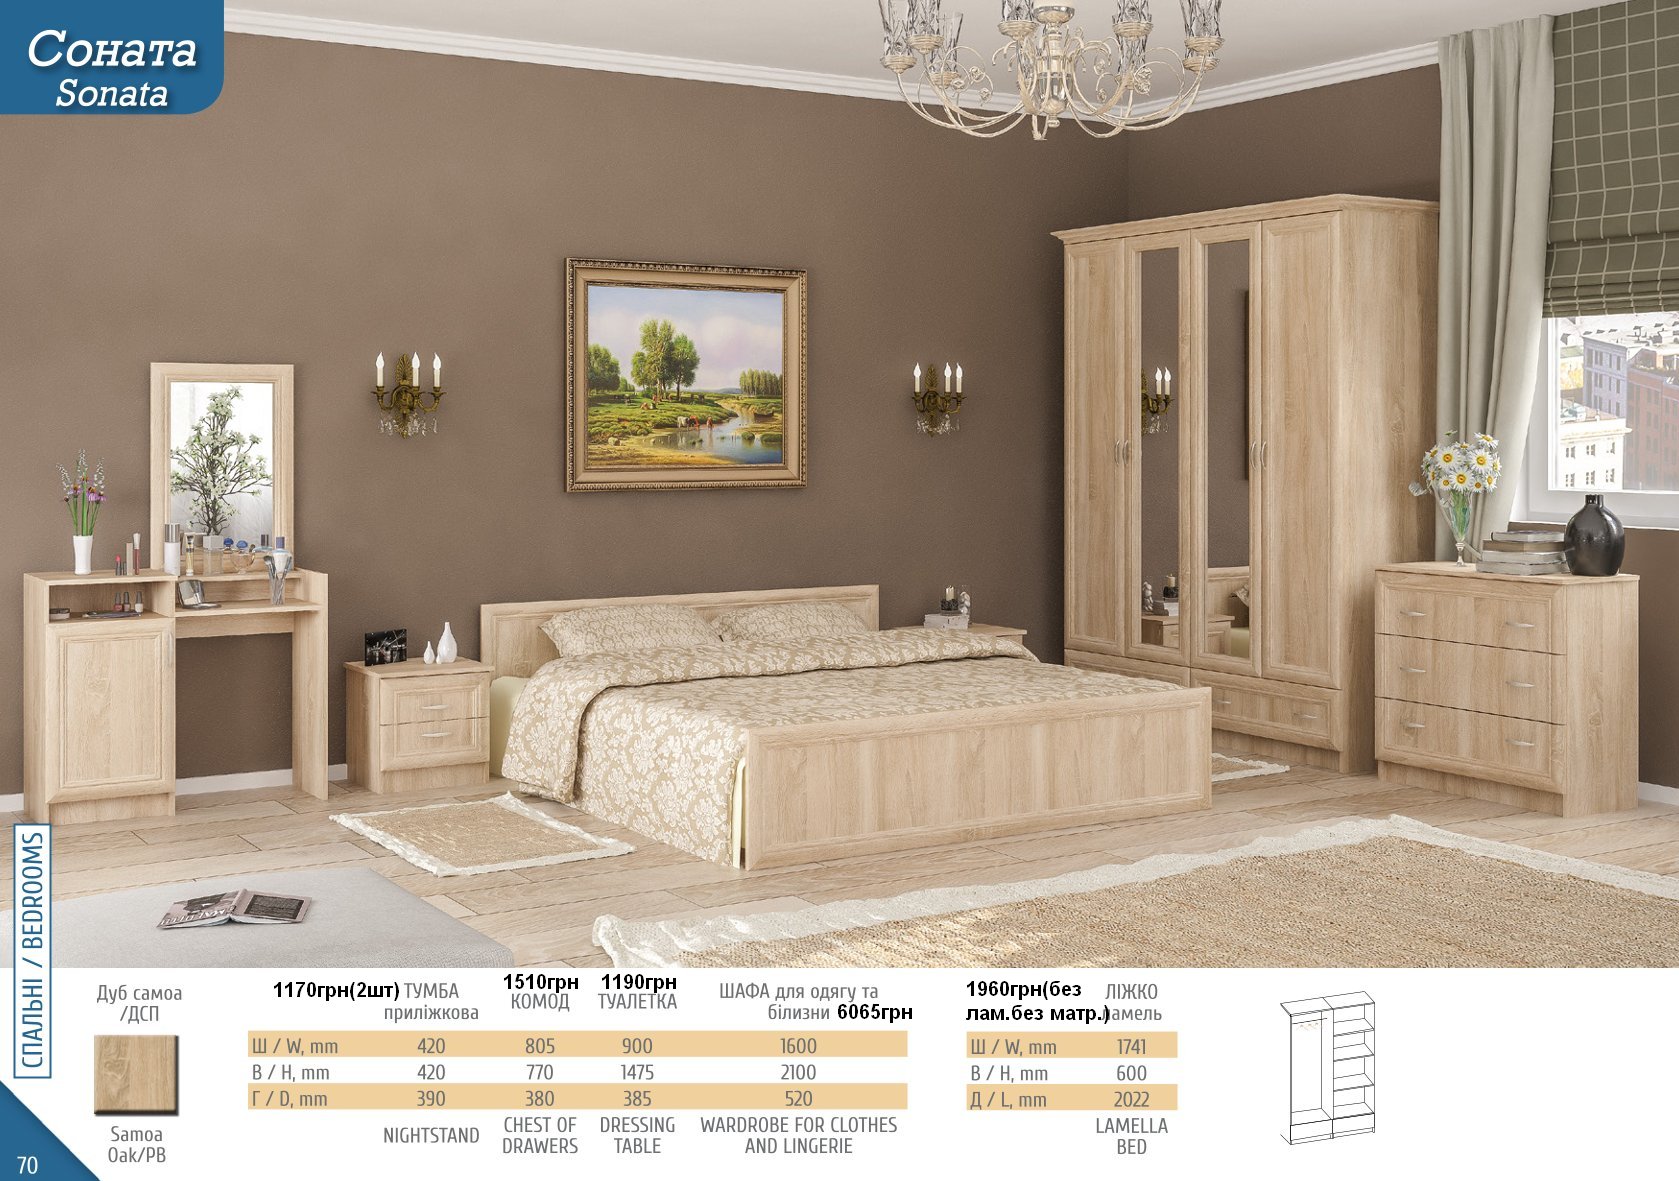 Соната
Sonata
СПАЛЬНІ / BEDROOMS
Дуб самоа
/ДСП
Samoa
Oak/PB
1170грн(2шт) ТУМБА
приліжкова
1510грн
КОМОД
1190грн
ТУАЛЕТКА
ШАФА для одягу та
білизни 6065грн
Ш / W, mm 420 805 900 1600
В / H, mm 420 770 1475 2100
Г / D, mm 390 380 385 520
NIGHTSTAND
CHEST OF
DRAWERS
DRESSING
TABLE
WARDROBE FOR CLOTHES
AND LINGERIE
1960грн(без ЛІЖКО
лам.без матр.) ламель
Ш / W, mm 1741
В / H, mm 600
Д / L, mm 2022
LAMELLA
BED
70